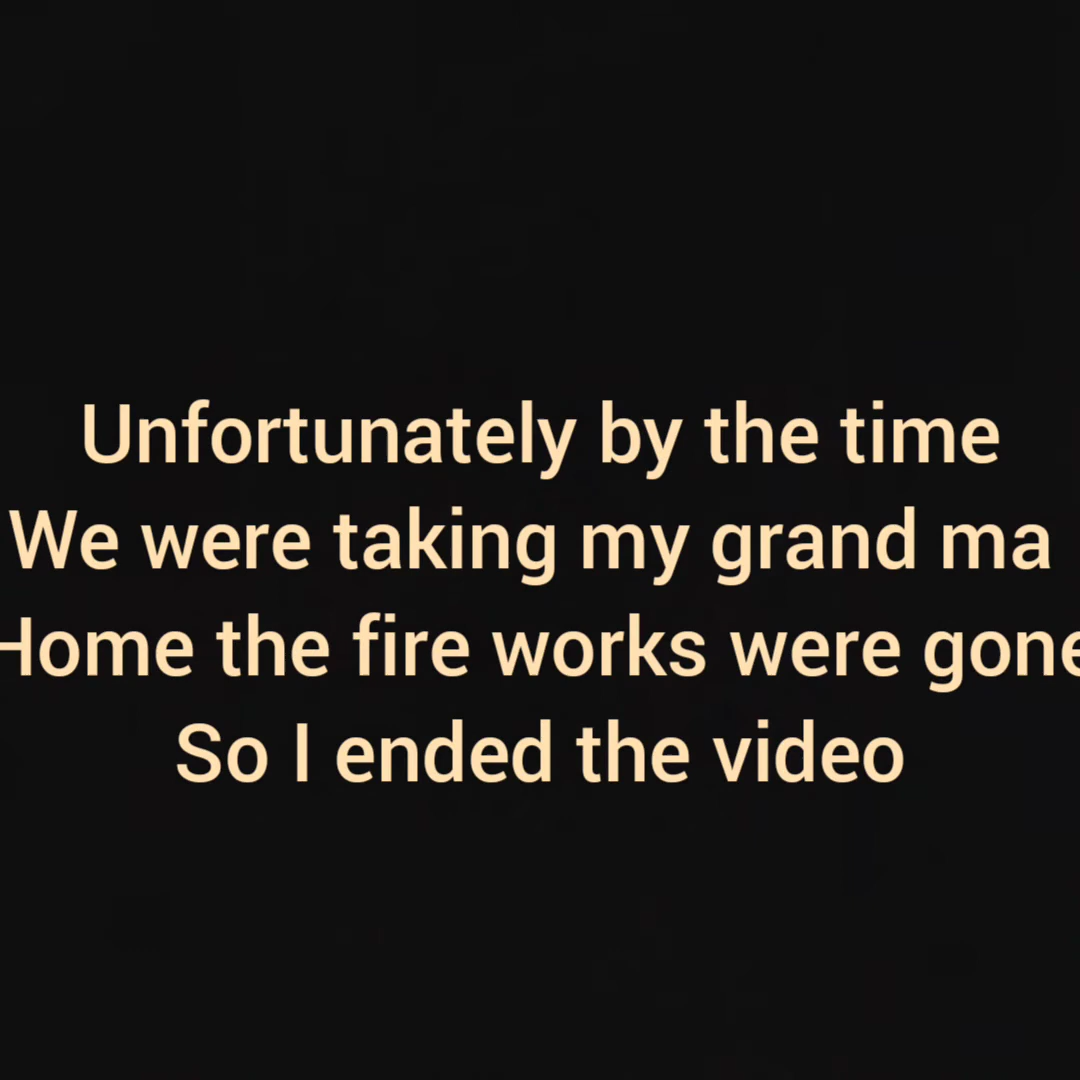 Unfortunately by the time
We were taking my grand ma
Home the fire works were gone
So I ended the video